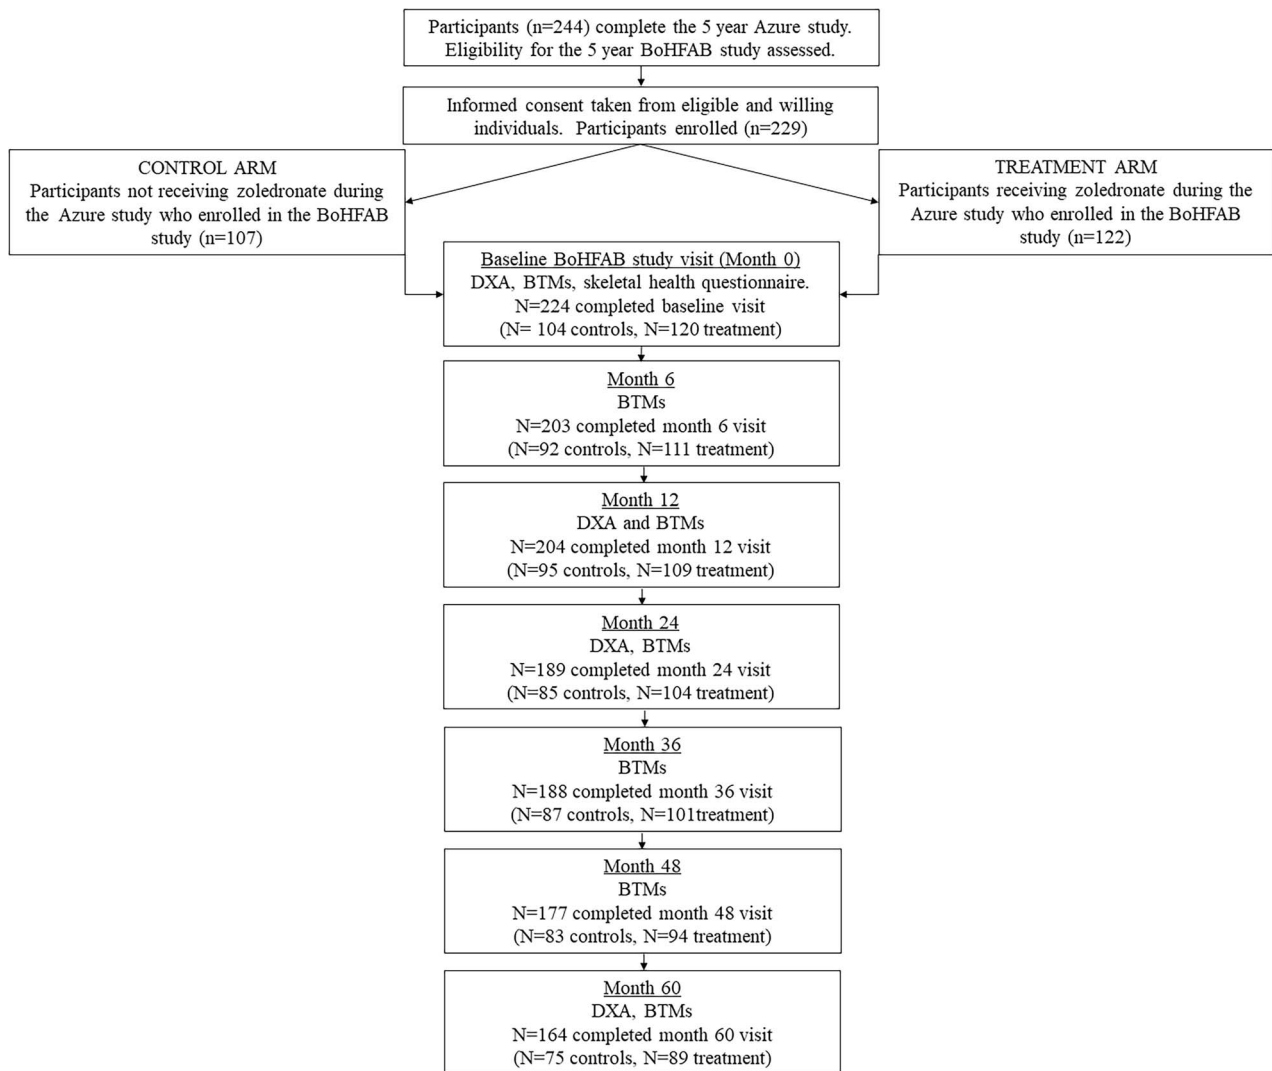 Participants (n=244) complete the 5 year Azure study.
Eligibility for the 5 year BoHFAB study assessed.
Informed consent taken from eligible and willing
individuals. Participants enrolled (n=229)
CONTROL ARM
Participants not receiving zoledronate during
the Azure study who enrolled in the BoHFAB
study (n=107)
TREATMENT ARM
Participants receiving zoledronate during the
Azure study who enrolled in the BoHFAB
study (n=122)
Baseline BoHFAB study visit (Month 0)
DXA, BTMs, skeletal health questionnaire.
N=224 completed baseline visit
(N= 104 controls, N=120 treatment)
Month 6
BTMs
N=203 completed month 6 visit
(N=92 controls, N=111 treatment)
Month 12
DXA and BTMs
N=204 completed month 12 visit
(N=95 controls, N=109 treatment)
Month 24
DXA, BTMs
N=189 completed month 24 visit
(N=85 controls, N=104 treatment)
Month 36
BTMs
N=188 completed month 36 visit
(N=87 controls, N=101treatment)
Month 48
BTMs
N=177 completed month 48 visit
(N=83 controls, N=94 treatment)
Month 60
DXA, BTMs
N=164 completed month 60 visit
(N=75 controls, N=89 treatment)